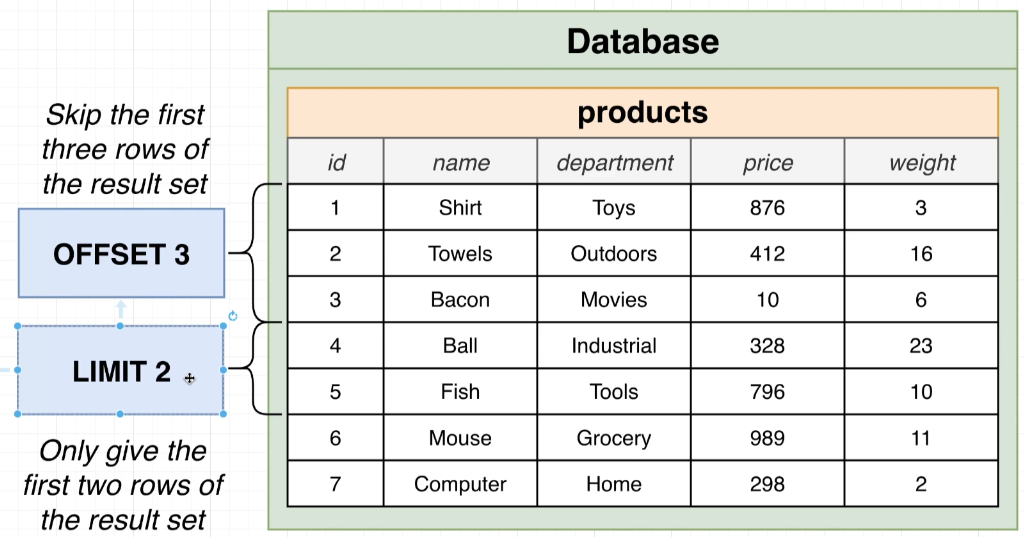 Database
products
id name department price weight
1 Shirt Toys 876 3
2 Towels Outdoors 412 16
3 Bacon Movies 10 6
4 Ball Industrial 328 23
5 Fish Tools 796 10
6 Mouse Grocery 989 11
7 Computer Home 298 2
Skip the first
three rows of
the result set
OFFSET 3
LIMIT 2
Only give the
first two rows of
the result set